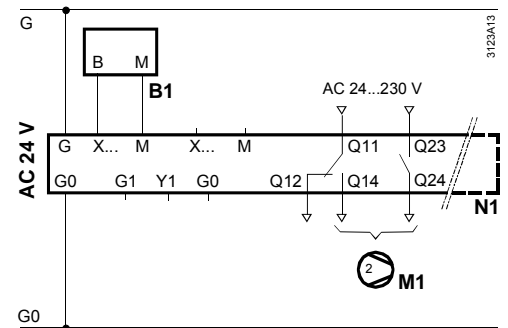 G
3123A13
B M
B1
AC 24...230 V
AC 24 V
G X... M X... M Q11 Q23
G0 G1 Y1 G0 Q12 Q14 Q24
N1
2
M1
G0